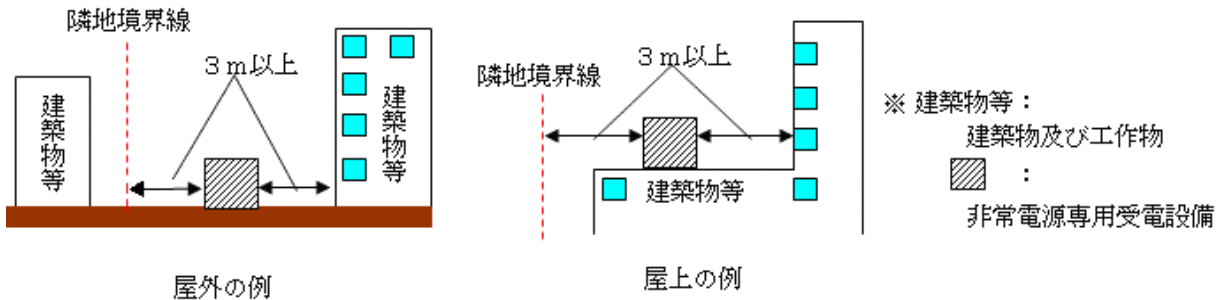 隣地境界線
３ｍ以上
建築物等
建築物等
屋外の例
隣地境界線
３ｍ以上
建築物等
屋上の例
※ 建築物等：
建築物及び工作物
：
非常電源専用受電設備